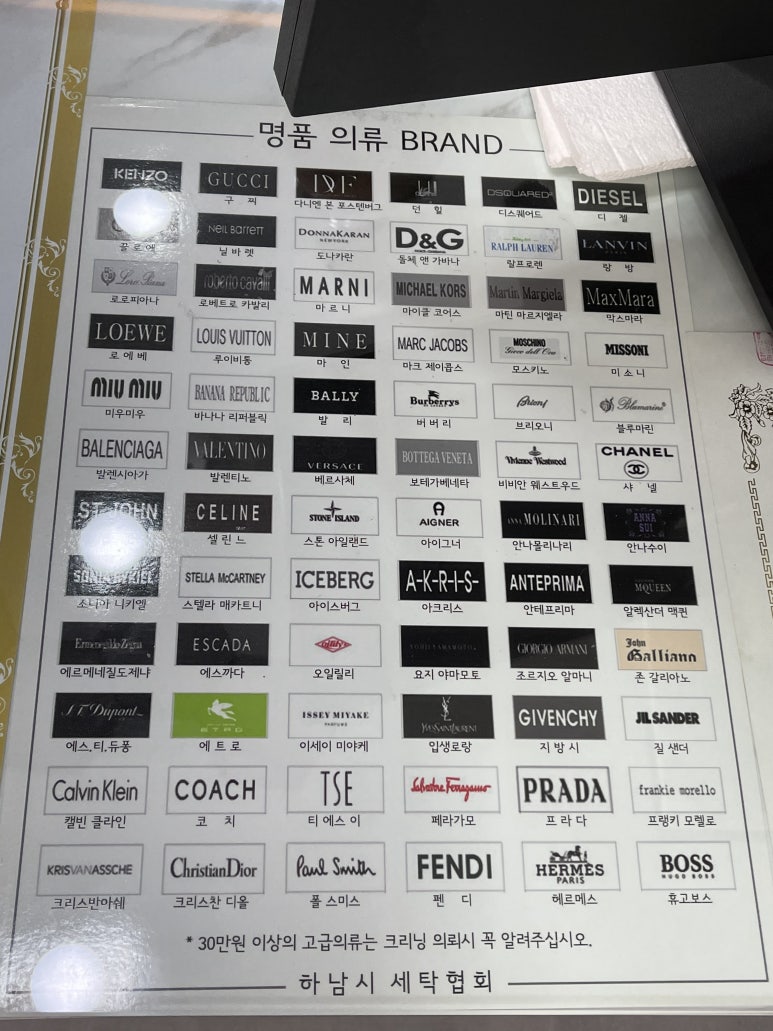 명품 의류 BRAND
KENZO GUCCI DVF dunhill DSQUARED² DIESEL
구 찌 다니엔 본 포스텐버그 던 힐 디스퀘어드 디 젤
NEIL BARRETT DONNAKARAN NEWYORK D&G DOLCE & GABBANA RALPH LAUREN LANVIN
끌로에 닐바렛 도나카란 돌체 앤 가바나 랄프로렌 랑 방
Loro Piana roberto cavalli MARNI MICHAEL KORS Martin Margiela MaxMara
로로피아나 로베트로 카발리 마르니 마이클 코어스 마틴 마르지엘라 막스마라
LOEWE LOUIS VUITTON MINE MARC JACOBS MOSCHINO MISSONI
로에베 루이비통 마 인 마크 제이콥스 모스키노 미소니
MIU MIU BANANA REPUBLIC BALLY Burberrys Brioni Blumarine
미우미우 바나나 리퍼블릭 발 리 버버리 브리오니 블루마린
BALENCIAGA VALENTINO VERSACE BOTTEGA VENETA Vivienne Westwood CHANEL
발렌시아가 발렌티노 베르사체 보테가베네타 비비안 웨스트우드 샤 넬
ST. JOHN CELINE STONE ISLAND AIGNER ANNA MOLINARI ANNA SUI
셀린느 스톤 아일랜드 아이그너 안나몰리나리 안나수이
SONIA RYKIEL STELLA McCARTNEY ICEBERG A-K-R-I-S- ANTEPRIMA McQUEEN
조니아 니키엘 스텔라 매카트니 아이스버그 아크리스 안테프리마 알렉산더 맥퀸
Ermenegildo Zegna ESCADA Oilily YOHJI YAMAMOTO GIORGIO ARMANI John Galliano
에르메네질도제냐 에스까다 오일릴리 요지 야마모토 조르지오 알마니 존 갈리아노
S.T. Dupont ETRO ISSEY MIYAKE PARFUMS YVES SAINT LAURENT GIVENCHY JIL SANDER
에스.티.듀퐁 에트로 이세이 미야케 입생로랑 지방시 질 샌더
Calvin Klein COACH TSE Salvatore Ferragamo PRADA frankie morello
캘빈 클라인 코 치 티 에스 이 페라가모 프라다 프랭키 모렐로
KRISVANASSCHE Christian Dior Paul Smith FENDI HERMES PARIS BOSS HUGO BOSS
크리스반아쉐 크리스찬 디올 폴 스미스 펜 디 헤르메스 휴고보스
* 30만원 이상의 고급의류는 크리닝 의뢰시 꼭 알려주십시오.
하남시 세탁협회